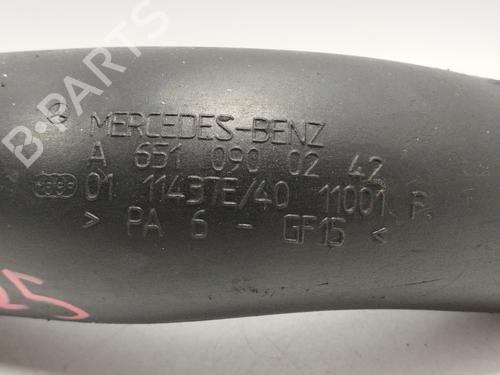 B-PARTS
MERCEDES-BENZ
A 651 090 02 42
01 11437E/40 11001
> PA 6 - GF15 <